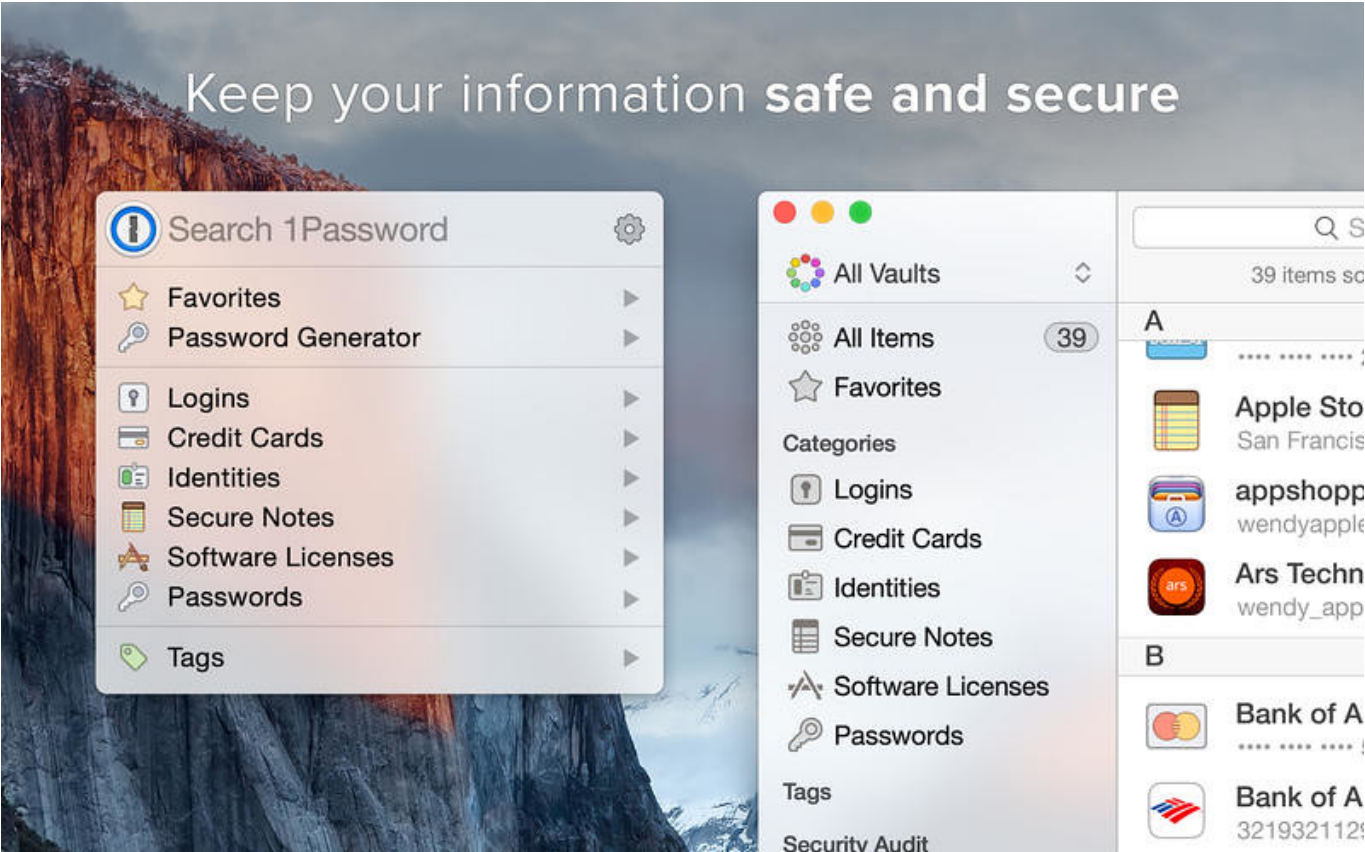 Keep your information safe and secure
Search 1Password
Favorites
Password Generator
Logins
Credit Cards
Identities
Secure Notes
Software Licenses
Passwords
Tags
All Vaults
All Items 39
Favorites
Categories
Logins
Credit Cards
Identities
Secure Notes
Software Licenses
Passwords
Tags
Security Audit
S
39 items so
A
•••• •••• ••••
Apple Sto
San Francis
appshopp
wendyapple
ars
Ars Techn
wendy_app
B
Bank of A
•••• •••• ••••
Bank of A
321932112